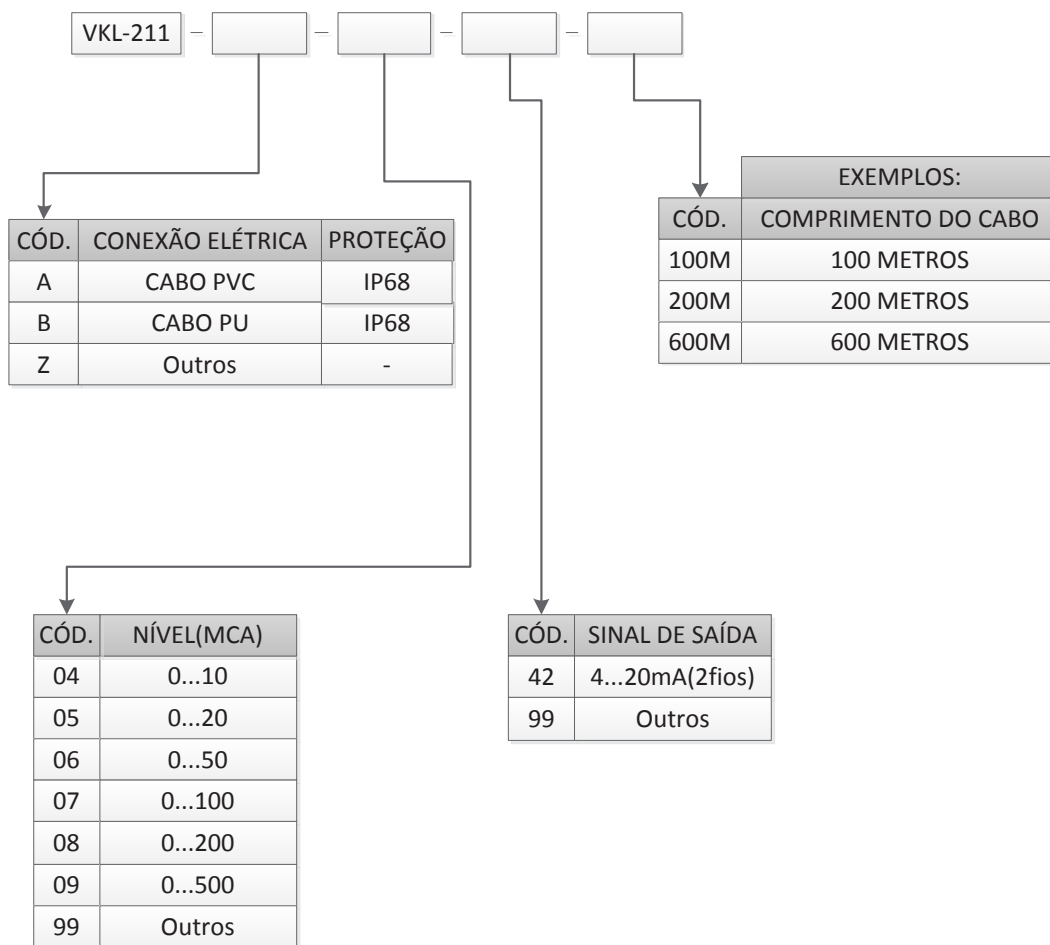 VKL-211 - - - -
CÓD. CONEXÃO ELÉTRICA PROTEÇÃO
A CABO PVC IP68
B CABO PU IP68
Z Outros -
EXEMPLOS:
CÓD. COMPRIMENTO DO CABO
100M 100 METROS
200M 200 METROS
600M 600 METROS
CÓD. NÍVEL(MCA)
04 0...10
05 0...20
06 0...50
07 0...100
08 0...200
09 0...500
99 Outros
CÓD. SINAL DE SAÍDA
42 4...20mA(2fios)
99 Outros